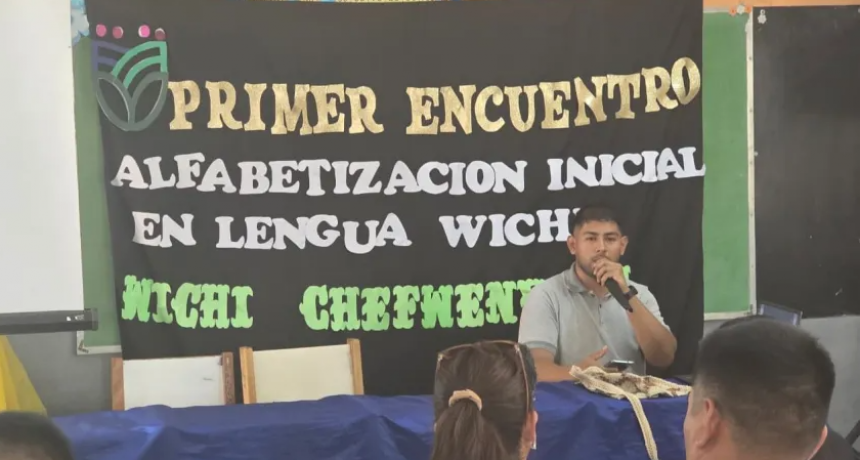 PRIMER ENCUENTRO
ALFABETIZACION INICIAL
EN LENGUA WICHI
WICHI